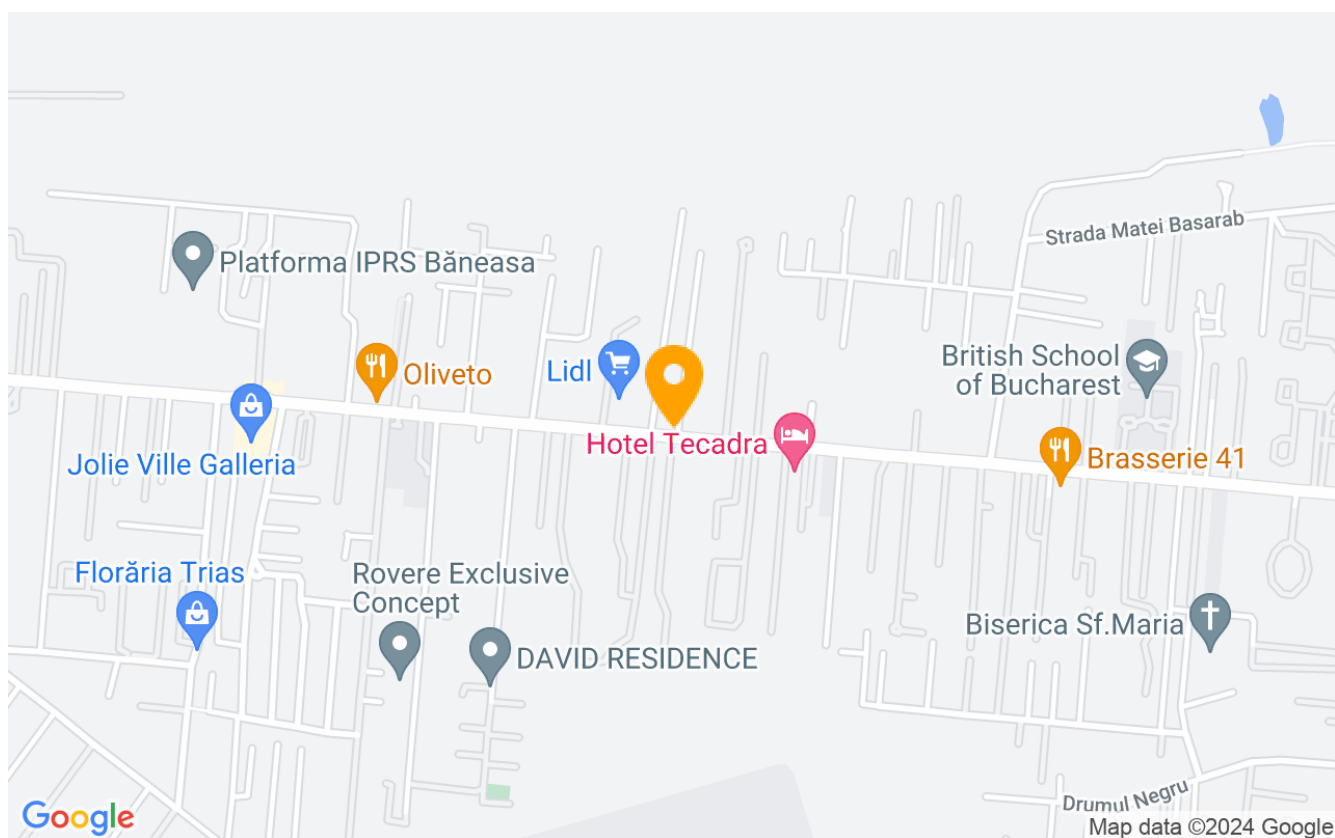 Strada Matei Basarab
Platforma IPRS Băneasa
British School
of Bucharest
Oliveto
Lidl
Hotel Tecadra
Jolie Ville Galleria
Brasserie 41
Florăria Trias
Rovere Exclusive
Concept
Biserica Sf.Maria
DAVID RESIDENCE
Drumul Negru
Google
Map data ©2024 Google